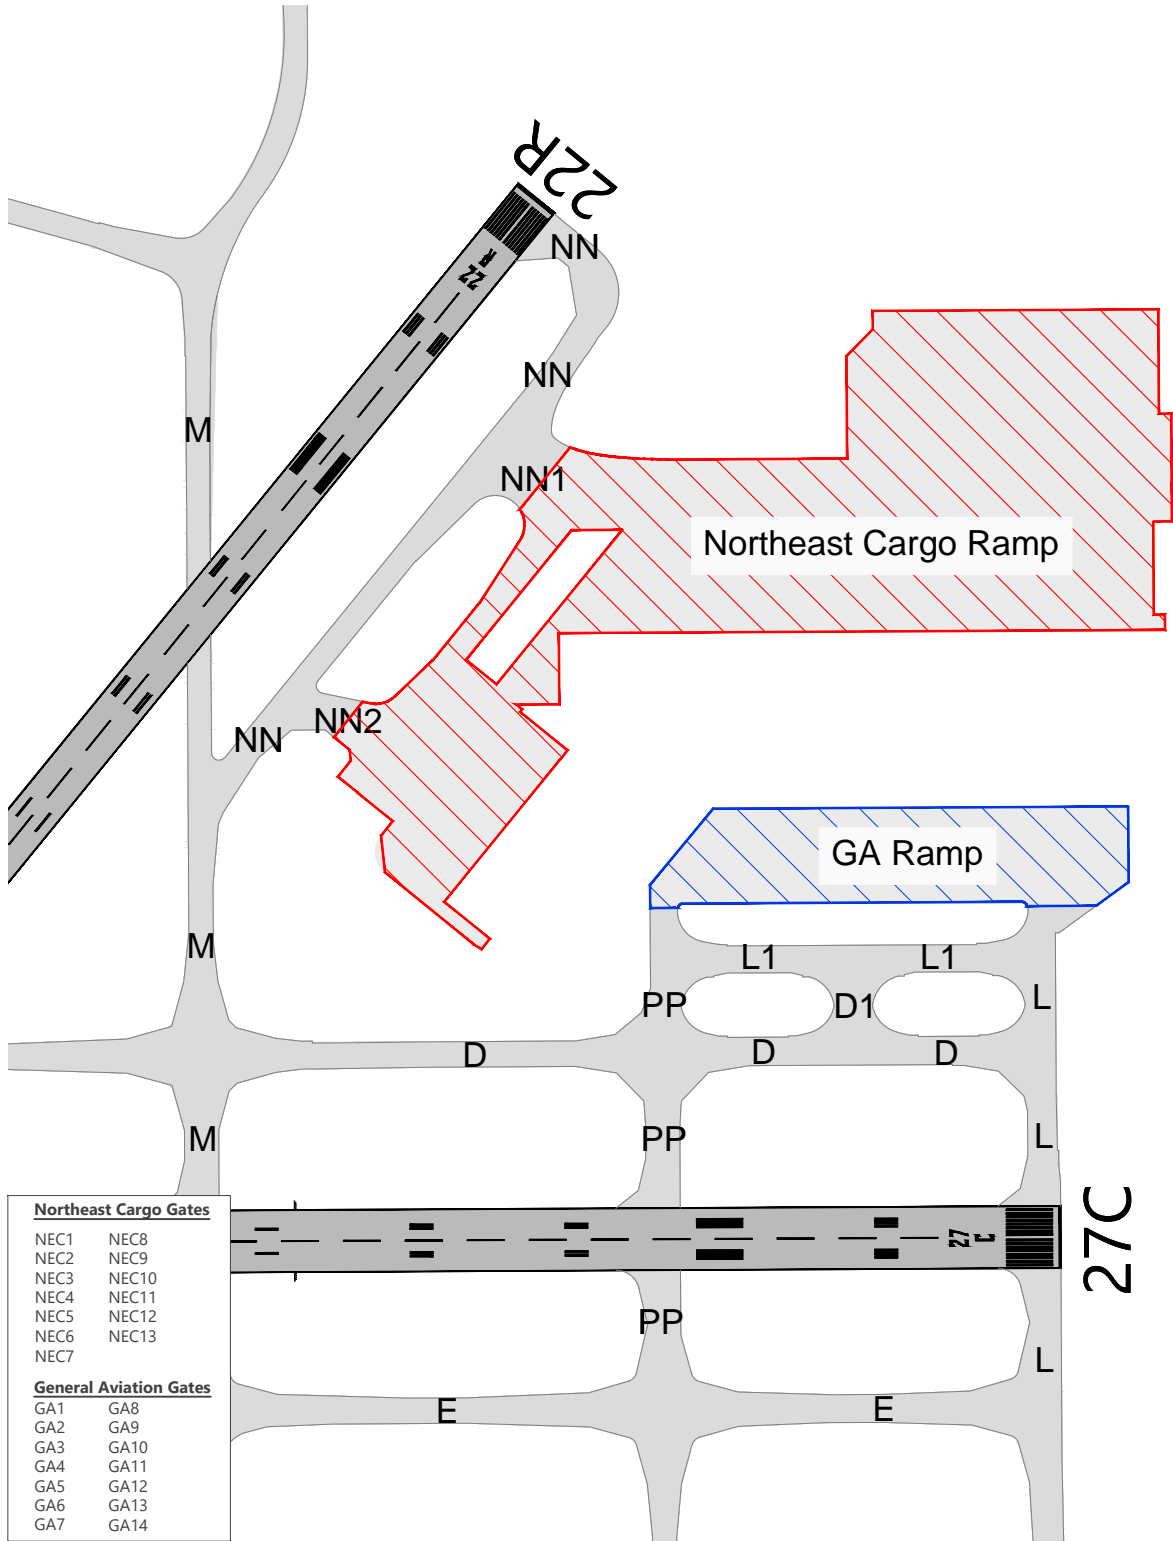 22R
NN
22
R
NN
M
NN1
Northeast Cargo Ramp
NN2
NN
GA Ramp
M
L1
L1
PP
D1
L
D
D
D
M
PP
L
27
C
27C
PP
L
E
E
Northeast Cargo Gates
NEC1 NEC8
NEC2 NEC9
NEC3 NEC10
NEC4 NEC11
NEC5 NEC12
NEC6 NEC13
NEC7
General Aviation Gates
GA1 GA8
GA2 GA9
GA3 GA10
GA4 GA11
GA5 GA12
GA6 GA13
GA7 GA14